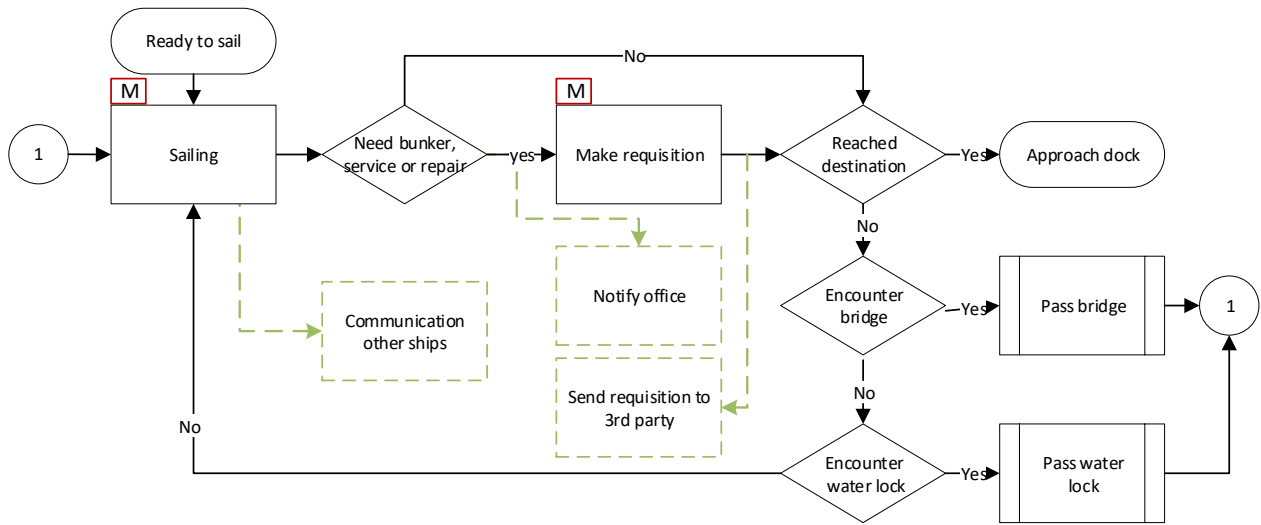 Ready to sail
No
M
M
1
Sailing
Need bunker,
service or repair
yes
Make requisition
Reached
destination
Yes
Approach dock
No
Notify office
Encounter
bridge
Yes
Pass bridge
1
Communication
other ships
Send requisition to
3rd party
No
No
Encounter
water lock
Yes
Pass water
lock